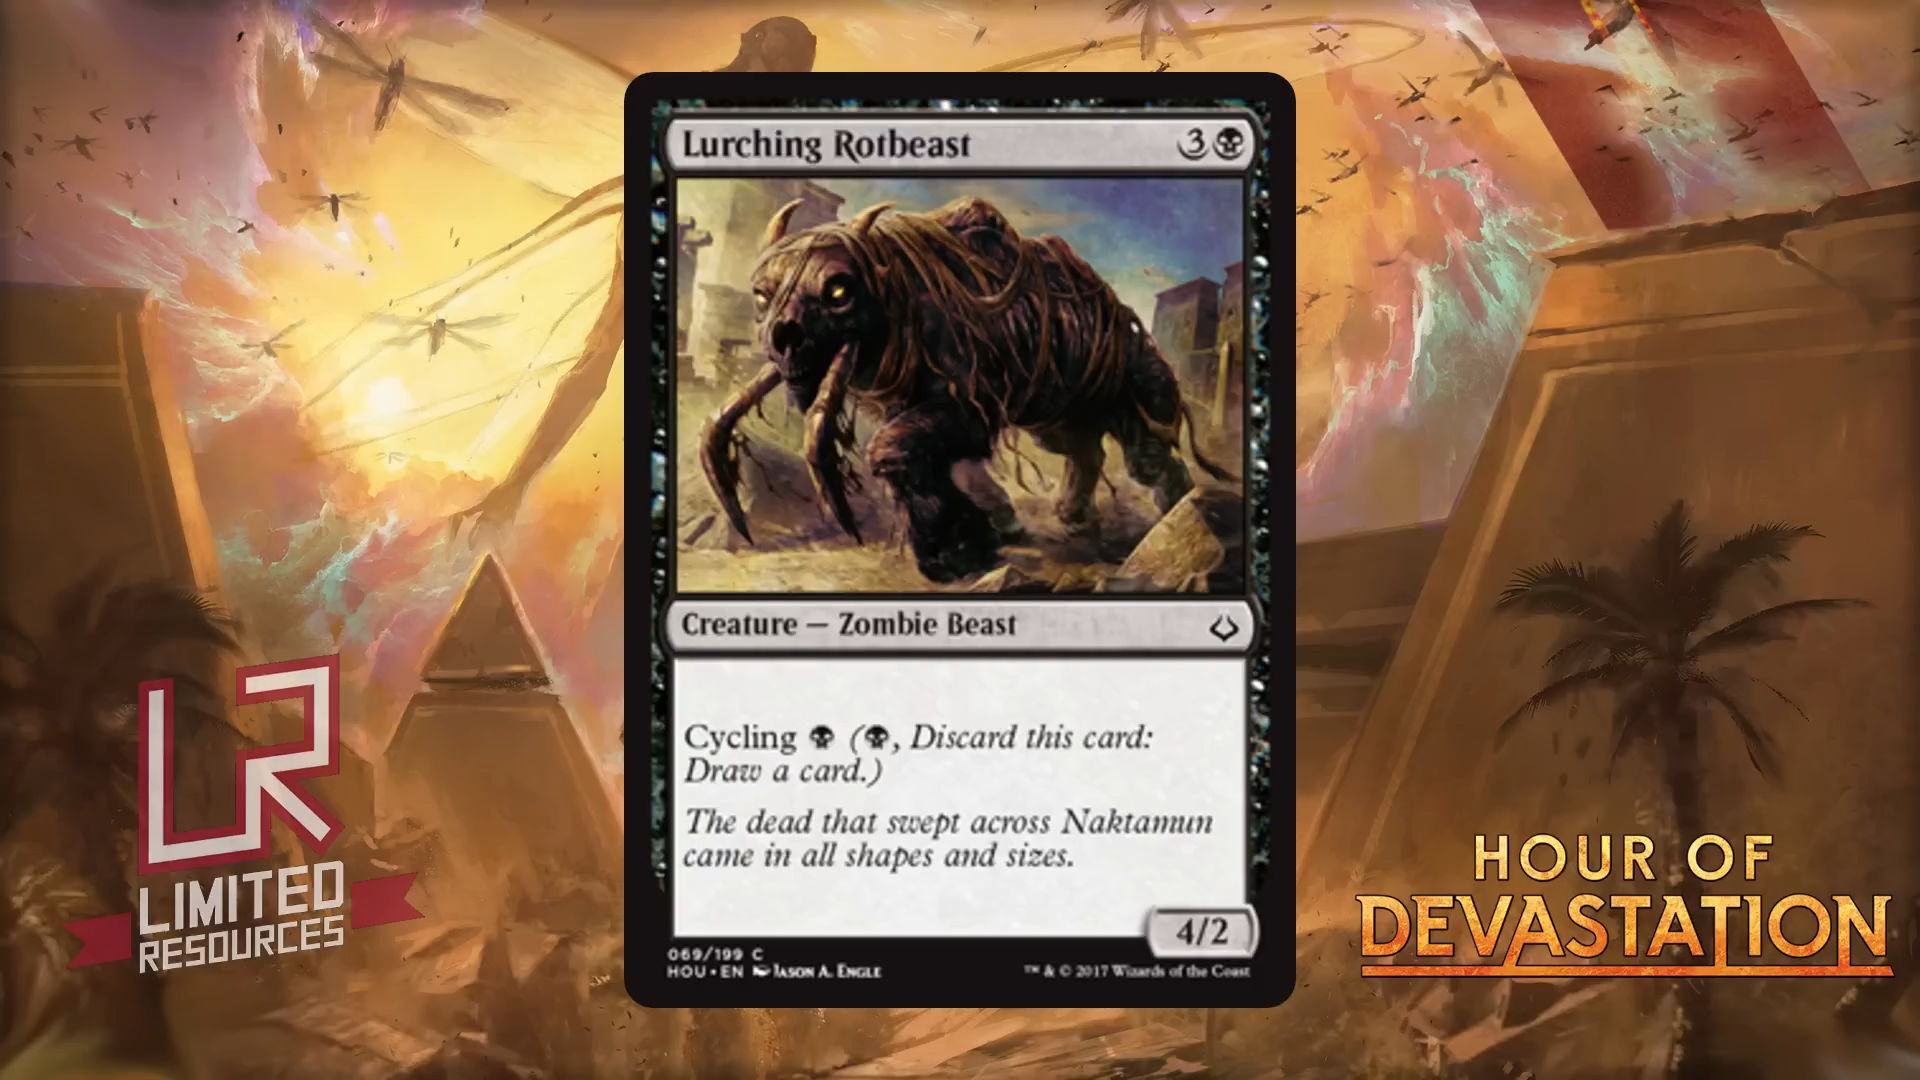 Lurching Rotbeast
3
Creature — Zombie Beast
Cycling (, Discard this card:
Draw a card.)
The dead that swept across Naktamun
came in all shapes and sizes.
4/2
069/199 C
HOU • EN Jason A. Engle
™ & © 2017 Wizards of the Coast
LR
LIMITED
RESOURCES
HOUR OF
DEVASTATION